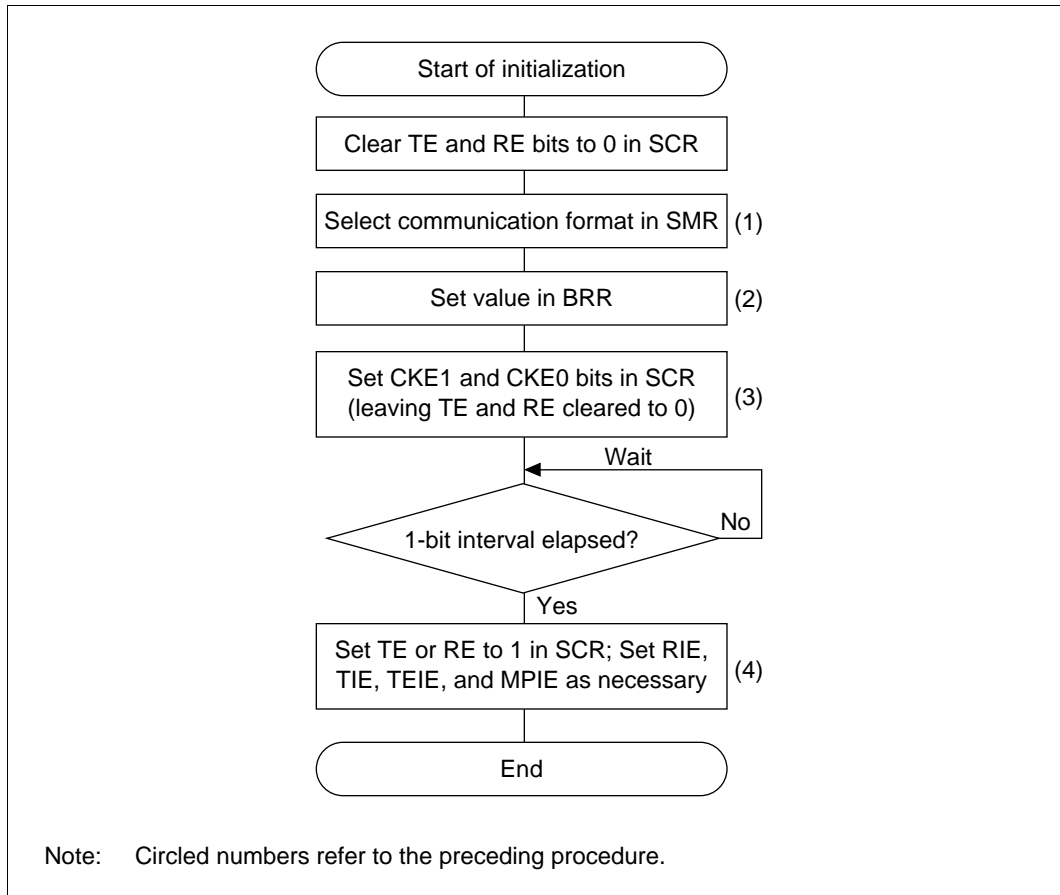 Start of initialization
Clear TE and RE bits to 0 in SCR
Select communication format in SMR
(1)
Set value in BRR
(2)
Set CKE1 and CKE0 bits in SCR
(leaving TE and RE cleared to 0)
(3)
Wait
No
1-bit interval elapsed?
Yes
Set TE or RE to 1 in SCR; Set RIE,
TIE, TEIE, and MPIE as necessary
(4)
End
Note: Circled numbers refer to the preceding procedure.